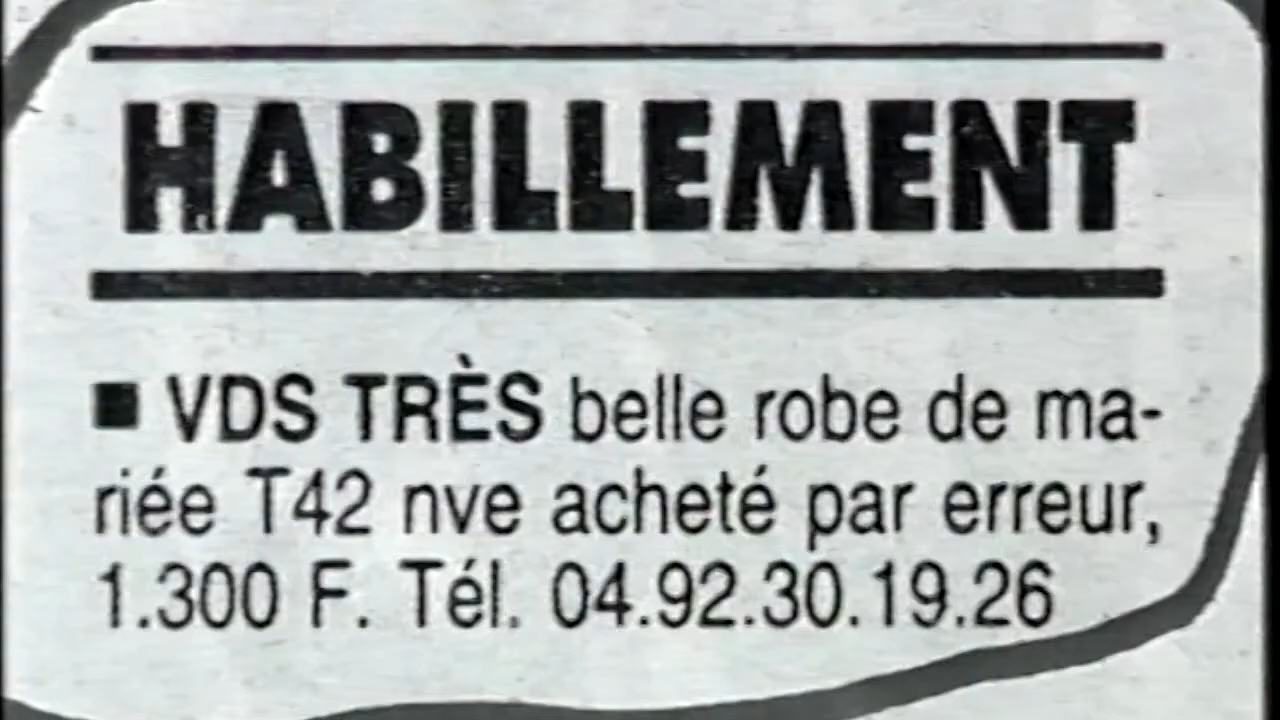 HABILLEMENT
■ VDS TRÈS belle robe de ma-
riée T42 nve acheté par erreur,
1.300 F. Tél. 04.92.30.19.26